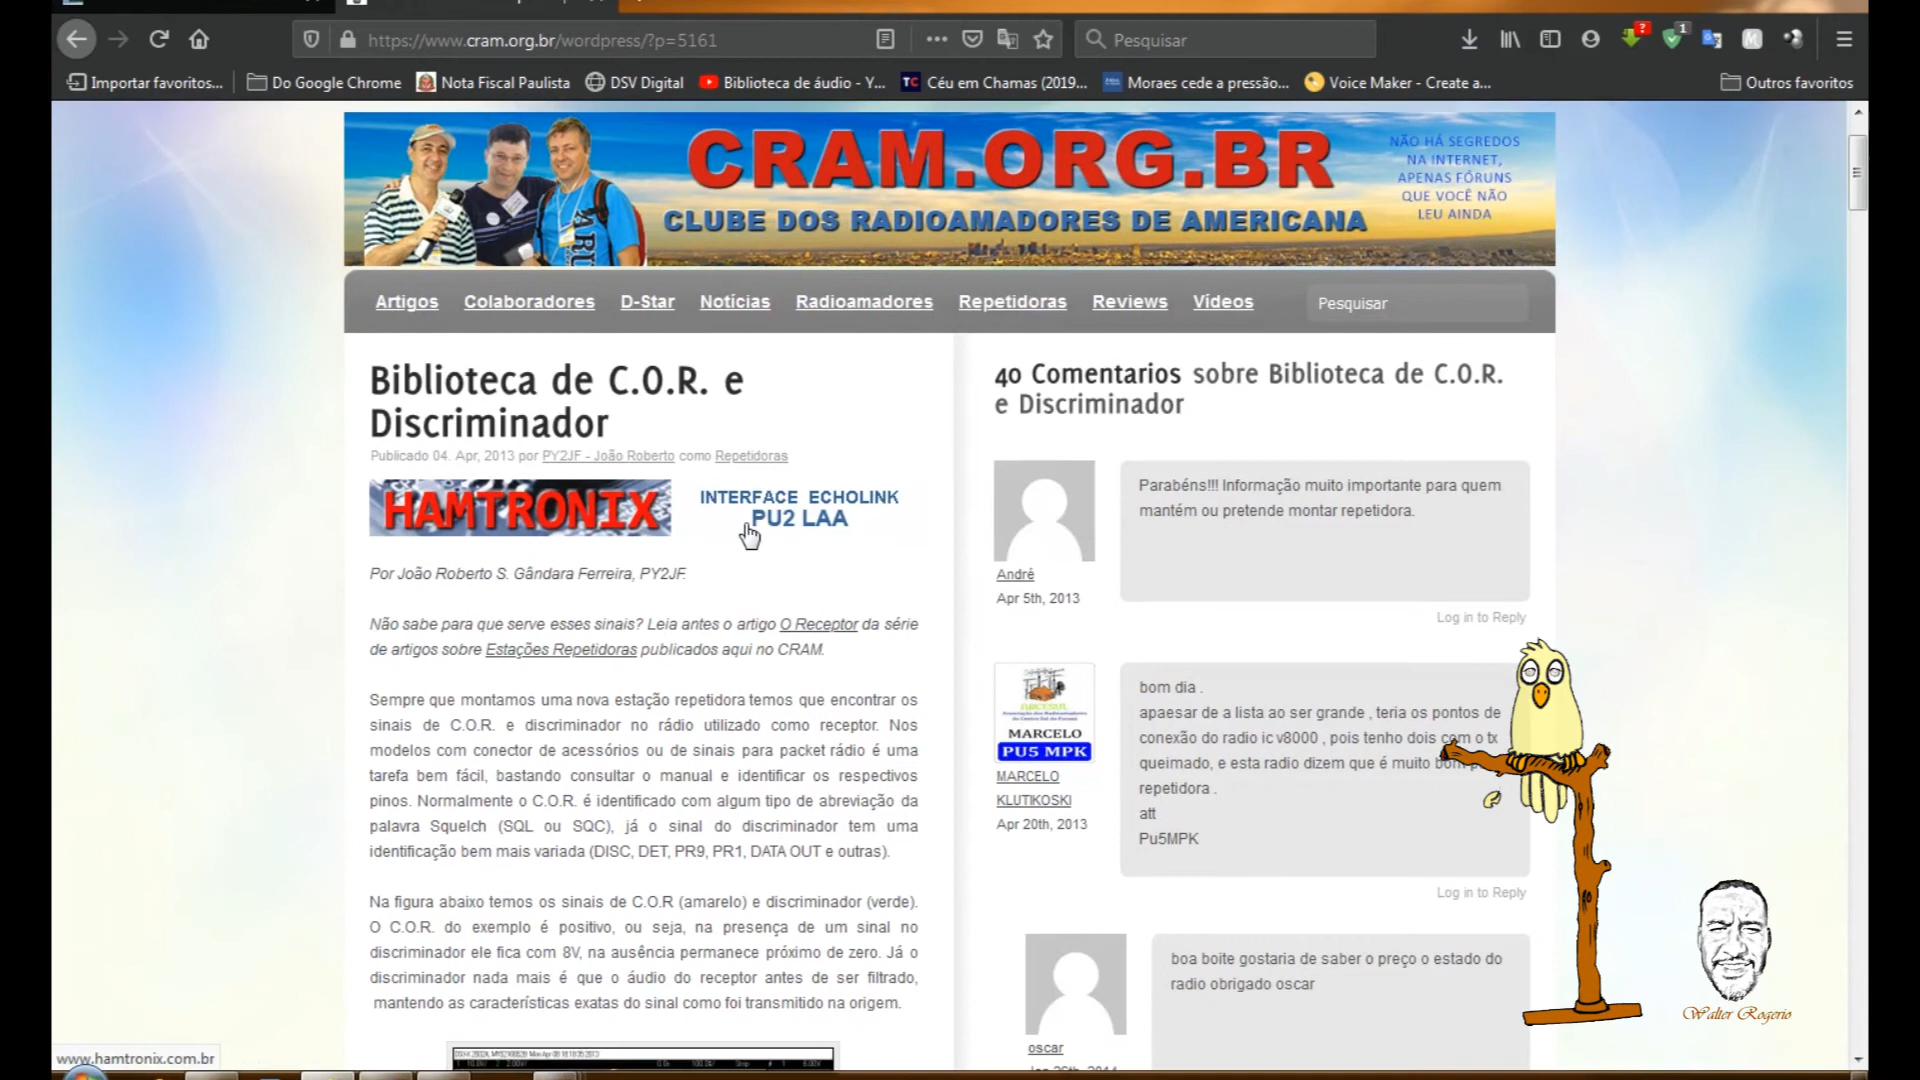 https://www.cram.org.br/wordpress/?p=5161
Pesquisar
?
1
Importar favoritos...
Do Google Chrome
Nota Fiscal Paulista
DSV Digital
Biblioteca de áudio - Y...
TC
Céu em Chamas (2019...
Moraes cede a pressão...
Voice Maker - Create a...
Outros favoritos
CRAM.ORG.BR
CLUBE DOS RADIOAMADORES DE AMERICANA
NÃO HÁ SEGREDOS
NA INTERNET,
APENAS FÓRUNS
QUE VOCÊ NÃO
LEU AINDA
Artigos
Colaboradores
D-Star
Notícias
Radioamadores
Repetidoras
Reviews
Vídeos
Pesquisar
Biblioteca de C.O.R. e
Discriminador
Publicado 04. Apr, 2013 por PY2JF - João Roberto como Repetidoras
HAMTRONIX
INTERFACE ECHOLINK
PU2 LAA
Por João Roberto S. Gândara Ferreira, PY2JF.
Não sabe para que serve esses sinais? Leia antes o artigo O Receptor da série
de artigos sobre Estações Repetidoras publicados aqui no CRAM.
Sempre que montamos uma nova estação repetidora temos que encontrar os
sinais de C.O.R. e discriminador no rádio utilizado como receptor. Nos
modelos com conector de acessórios ou de sinais para packet rádio é uma
tarefa bem fácil, bastando consultar o manual e identificar os respectivos
pinos. Normalmente o C.O.R. é identificado com algum tipo de abreviação da
palavra Squelch (SQL ou SQC), já o sinal do discriminador tem uma
identificação bem mais variada (DISC, DET, PR9, PR1, DATA OUT e outras).
Na figura abaixo temos os sinais de C.O.R (amarelo) e discriminador (verde).
O C.O.R. do exemplo é positivo, ou seja, na presença de um sinal no
discriminador ele fica com 8V, na ausência permanece próximo de zero. Já o
discriminador nada mais é que o áudio do receptor antes de ser filtrado,
mantendo as características exatas do sinal como foi transmitido na origem.
www.hamtronix.com.br
40 Comentarios sobre Biblioteca de C.O.R.
e Discriminador
Parabéns!!! Informação muito importante para quem
mantém ou pretende montar repetidora.
André
Apr 5th, 2013
Log in to Reply
MARCELO
PU5 MPK
MARCELO
KLUTIKOSKI
Apr 20th, 2013
bom dia .
apaesar de a lista ao ser grande , teria os pontos de
conexão do radio ic v8000 , pois tenho dois com o tx
queimado, e esta radio dizem que é muito
repetidora .
att
Pu5MPK
Log in to Reply
boa boite gostaria de saber o preço o estado do
radio obrigado oscar
oscar
Walter Rogerio